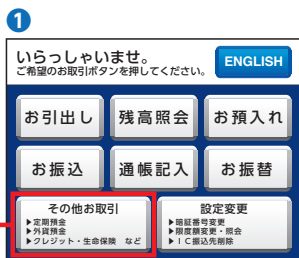 1
いらっしゃいませ。
ご希望のお取引ボタンを押してください。
ENGLISH
お引出し 残高照会 お預入れ
お振込 通帳記入 お振替
その他お取引
▶定期預金
▶外貨預金
▶クレジット・生命保険 など
設定変更
▶暗証番号変更
▶限度額変更・照会
▶IC振込先削除